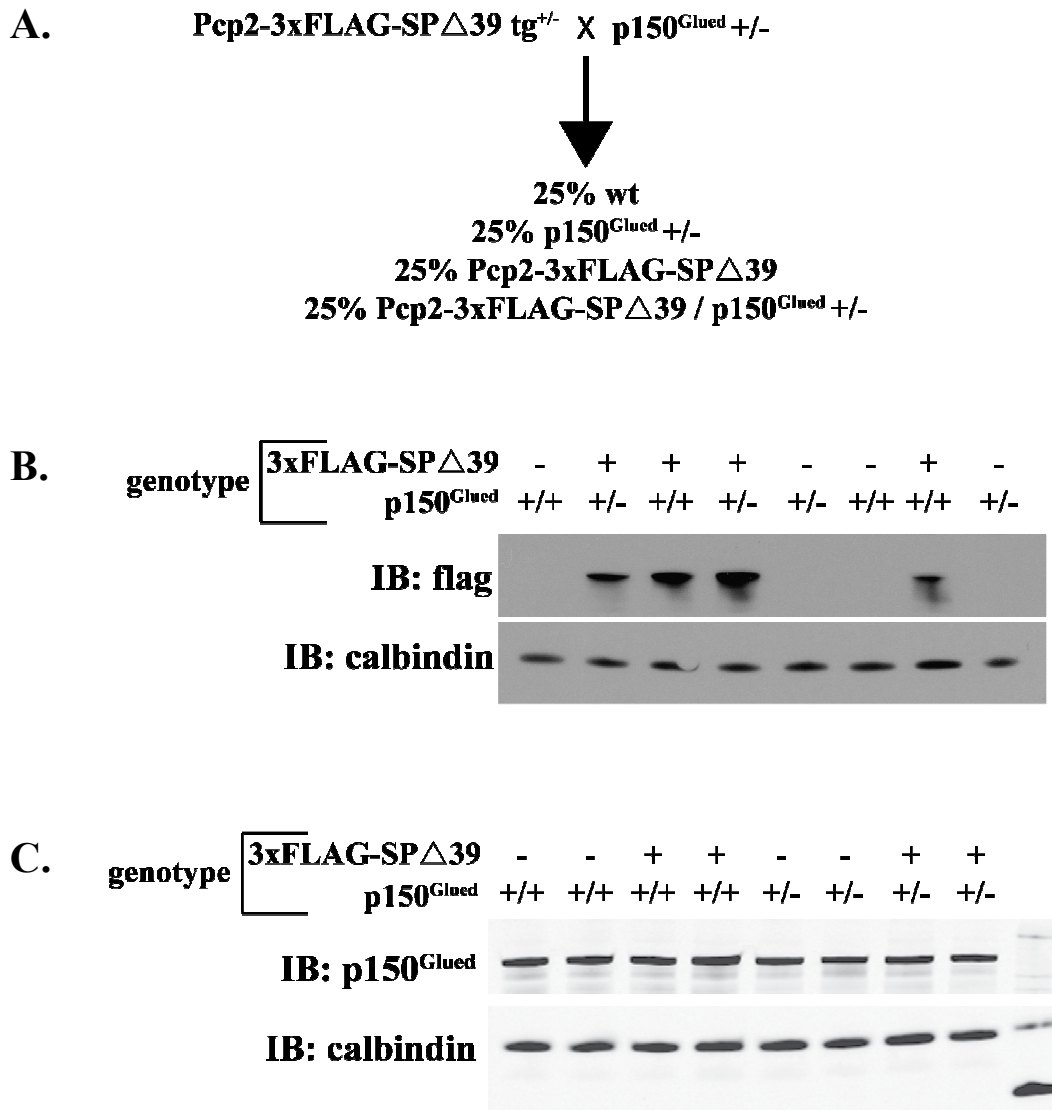 A.
Pcp2-3xFLAG-SP△39 tg+/- X p150Glued +/-
25% wt
25% p150Glued +/-
25% Pcp2-3xFLAG-SP△39
25% Pcp2-3xFLAG-SP△39 / p150Glued +/-
B.
genotype
3xFLAG-SP△39 - + + + - - + -
p150Glued +/+ +/- +/+ +/- +/- +/+ +/+ +/-
IB: flag
IB: calbindin
C.
genotype
3xFLAG-SP△39 - - + + - - + +
p150Glued +/+ +/+ +/+ +/+ +/- +/- +/- +/-
IB: p150Glued
IB: calbindin